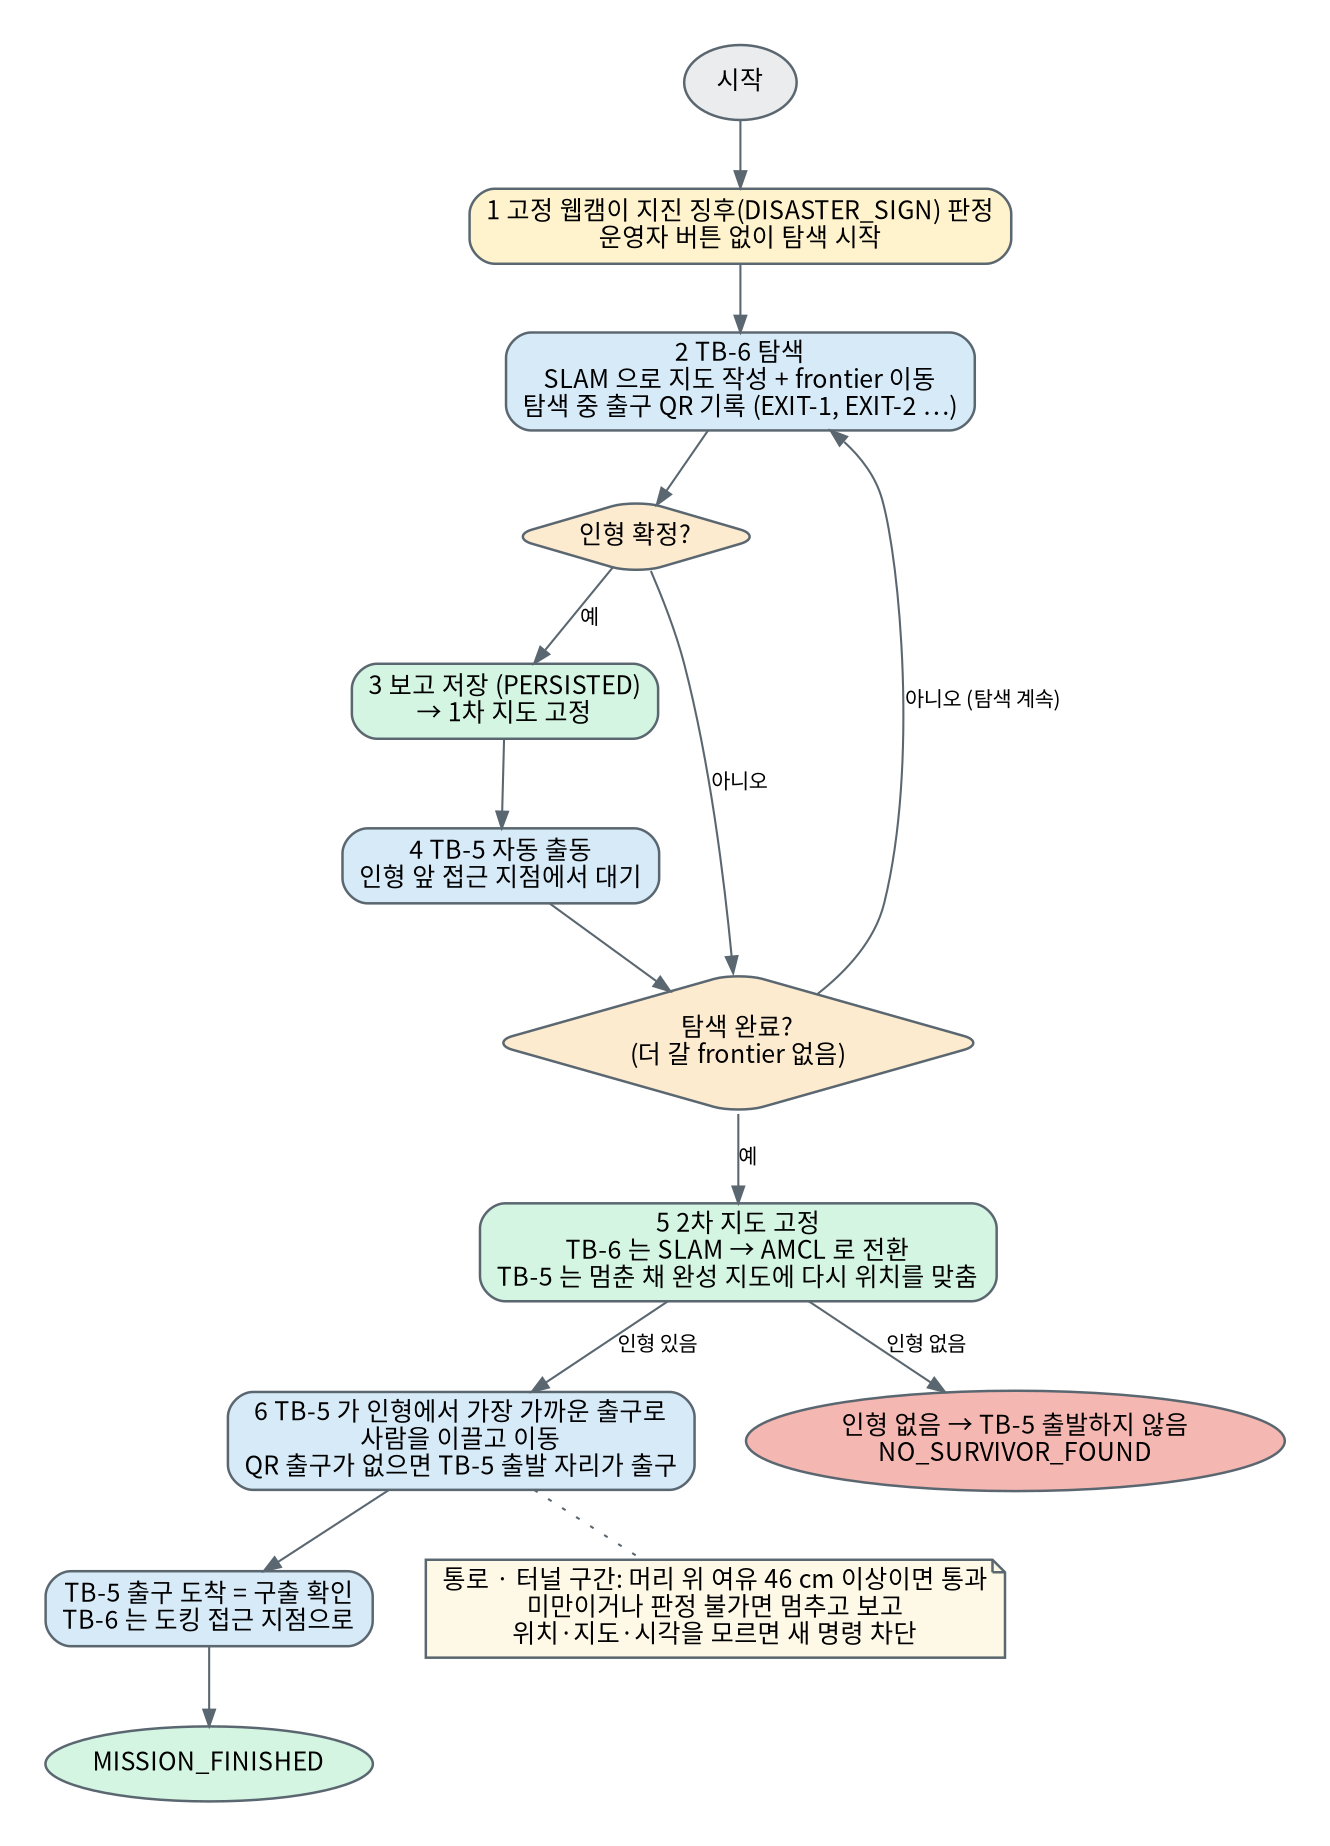 시작
1 고정 웹캠이 지진 징후(DISASTER_SIGN) 판정
운영자 버튼 없이 탐색 시작
2 TB-6 탐색
SLAM 으로 지도 작성 + frontier 이동
탐색 중 출구 QR 기록 (EXIT-1, EXIT-2 …)
인형 확정?
예
3 보고 저장 (PERSISTED)
→ 1차 지도 고정
아니오 (탐색 계속)
아니오
4 TB-5 자동 출동
인형 앞 접근 지점에서 대기
탐색 완료?
(더 갈 frontier 없음)
예
5 2차 지도 고정
TB-6 는 SLAM → AMCL 로 전환
TB-5 는 멈춘 채 완성 지도에 다시 위치를 맞춤
인형 있음
인형 없음
6 TB-5 가 인형에서 가장 가까운 출구로
사람을 이끌고 이동
QR 출구가 없으면 TB-5 출발 자리가 출구
인형 없음 → TB-5 출발하지 않음
NO_SURVIVOR_FOUND
TB-5 출구 도착 = 구출 확인
TB-6 는 도킹 접근 지점으로
통로 · 터널 구간: 머리 위 여유 46 cm 이상이면 통과
미만이거나 판정 불가면 멈추고 보고
위치·지도·시각을 모르면 새 명령 차단
MISSION_FINISHED